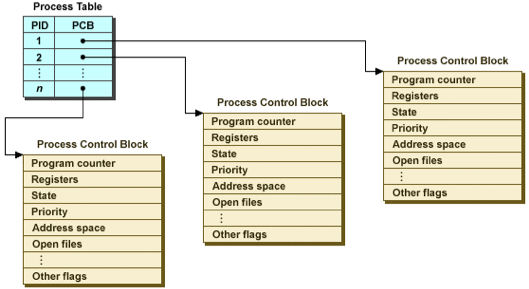 Process Table
PID PCB
1
2
⋮ ⋮
n
Process Control Block
Program counter
Registers
State
Priority
Address space
Open files
⋮
Other flags
Process Control Block
Program counter
Registers
State
Priority
Address space
Open files
⋮
Other flags
Process Control Block
Program counter
Registers
State
Priority
Address space
Open files
⋮
Other flags